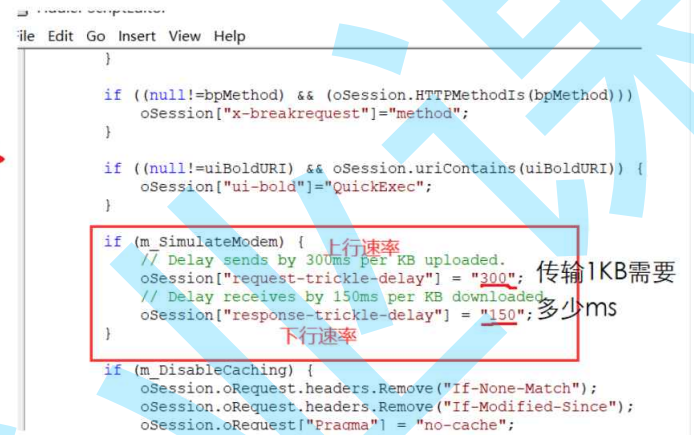 Fiddler ScriptEditor
File Edit Go Insert View Help
}
if ((null!=bpMethod) && (oSession.HTTPMethodIs(bpMethod)))
oSession["x-breakrequest"]="method";
}
if ((null!=uiBoldURI) && oSession.uriContains(uiBoldURI)) {
oSession["ui-bold"]="QuickExec";
}
if (m_SimulateModem) {
上行速率
// Delay sends by 300ms per KB uploaded.
oSession["request-trickle-delay"] = "300";
传输1KB需要
// Delay receives by 150ms per KB downloaded
oSession["response-trickle-delay"] = "150";
多少ms
}
下行速率
if (m_DisableCaching) {
oSession.oRequest.headers.Remove("If-None-Match");
oSession.oRequest.headers.Remove("If-Modified-Since");
oSession.oRequest["Pragma"] = "no-cache";